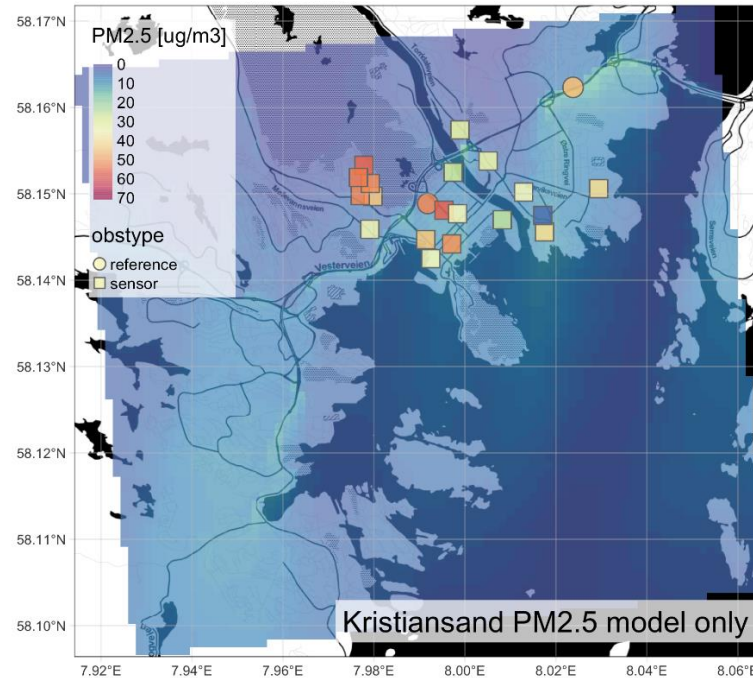 58.17°N
PM2.5 [ug/m3]
0
10
20
30
40
50
60
70
obstype
reference
sensor
58.16°N
58.15°N
58.14°N
58.13°N
58.12°N
58.11°N
58.10°N
Vesterveien
Kristiansand PM2.5 model only
7.92°E
7.94°E
7.96°E
7.98°E
8.00°E
8.02°E
8.04°E
8.06°E